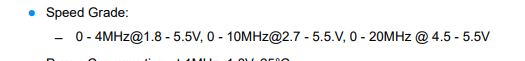 • Speed Grade:
– 0 - 4MHz@1.8 - 5.5V, 0 - 10MHz@2.7 - 5.5.V, 0 - 20MHz @ 4.5 - 5.5V